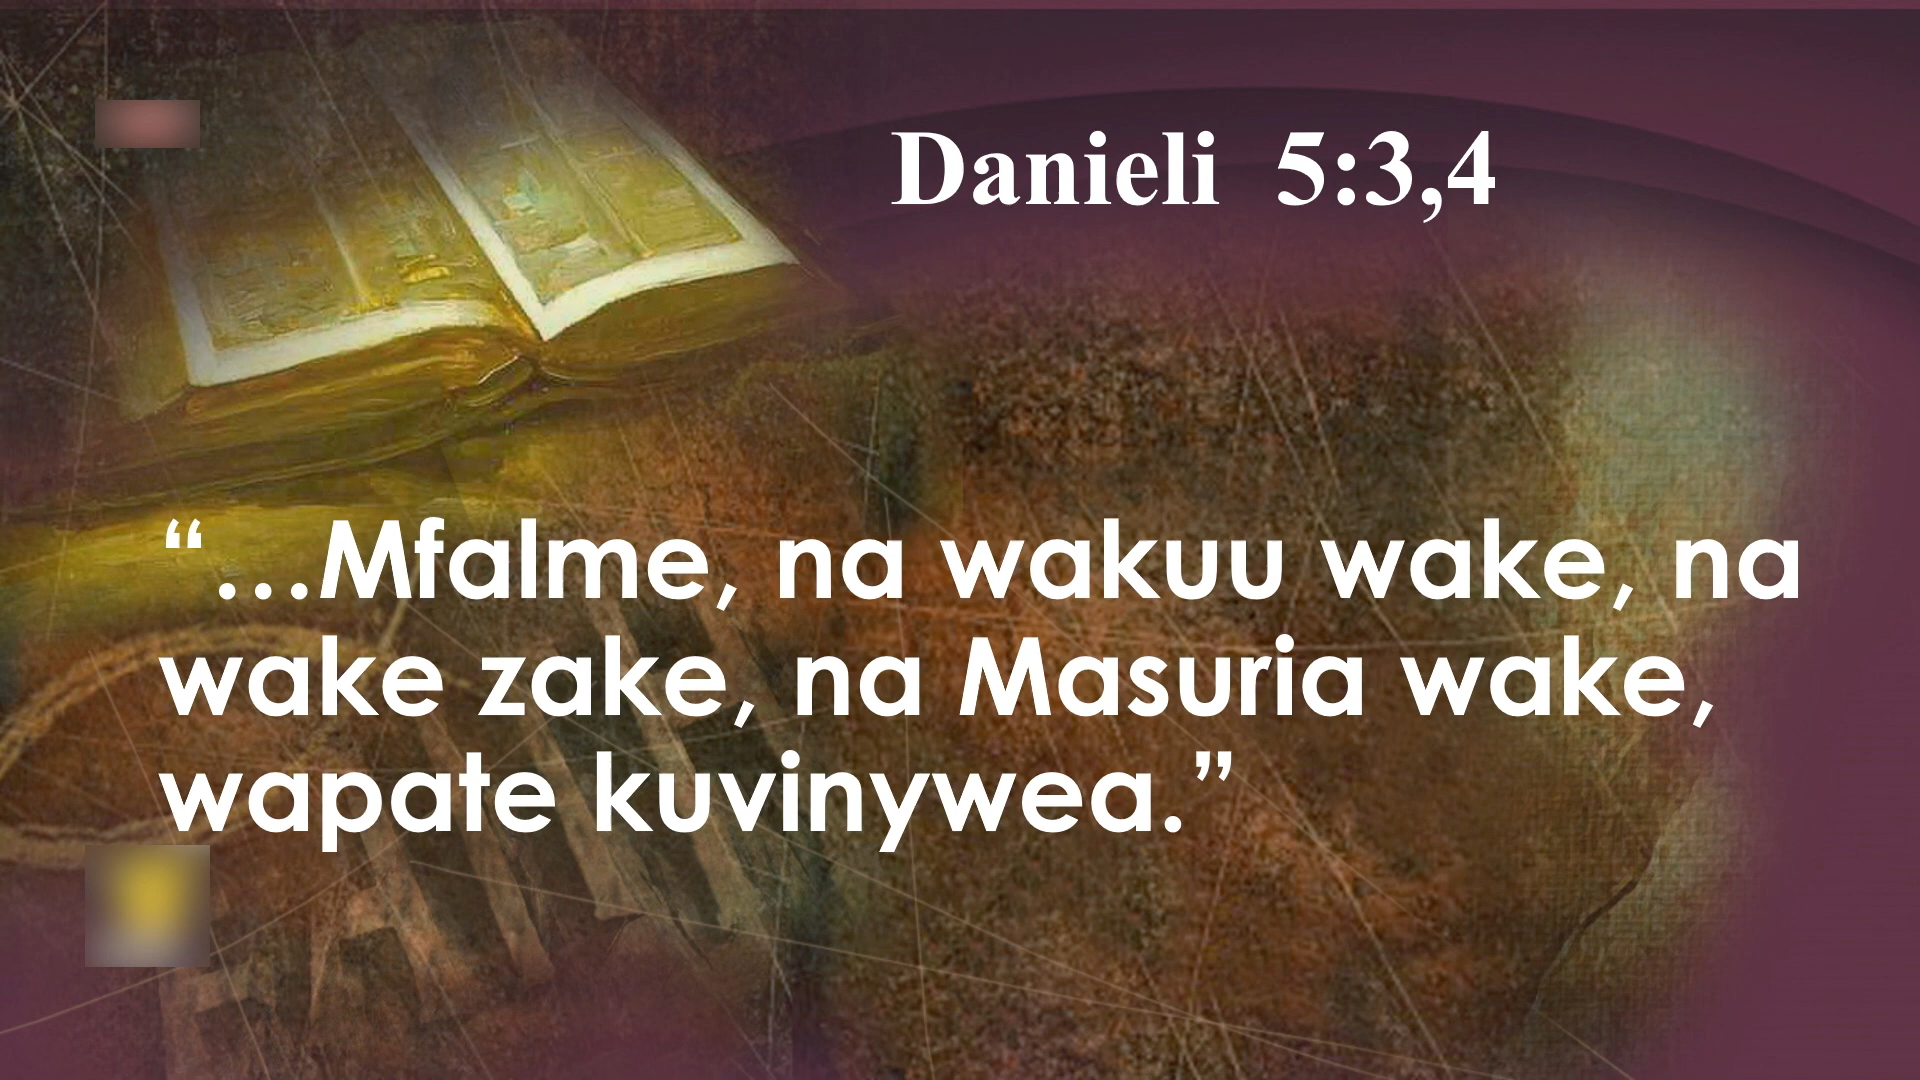 Danieli 5:3,4
“…Mfalme, na wakuu wake, na
wake zake, na Masuria wake,
wapate kuvinywea.”